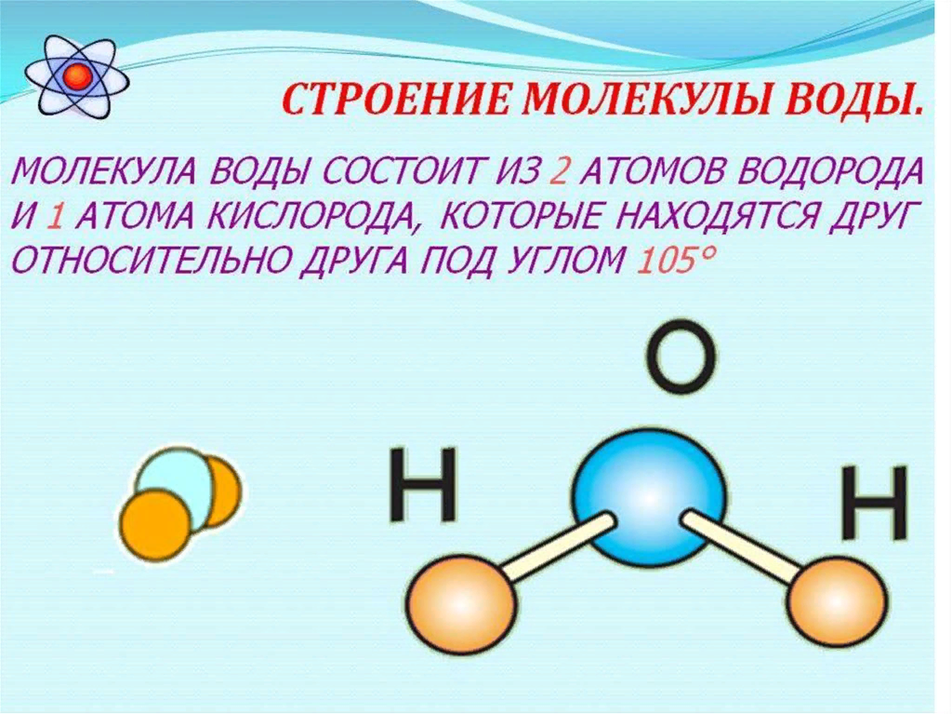 СТРОЕНИЕ МОЛЕКУЛЫ ВОДЫ.
МОЛЕКУЛА ВОДЫ СОСТОИТ ИЗ 2 АТОМОВ ВОДОРОДА
И 1 АТОМА КИСЛОРОДА, КОТОРЫЕ НАХОДЯТСЯ ДРУГ
ОТНОСИТЕЛЬНО ДРУГА ПОД УГЛОМ 105°
O
H
H